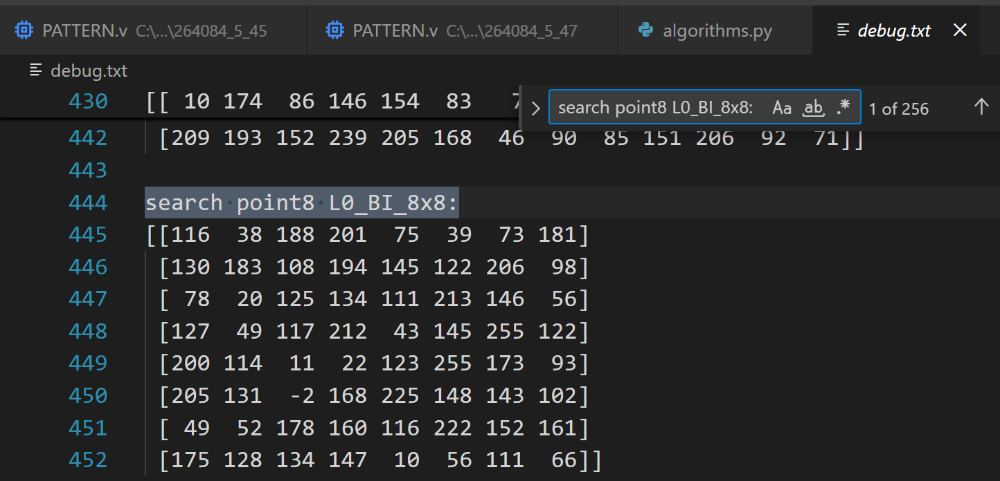 PATTERN.v C:\...\264084_5_45 PATTERN.v C:\...\264084_5_47 algorithms.py debug.txt
debug.txt
search point8 L0_BI_8x8: Aa ab .* 1 of 256
430 [[ 10 174 86 146 154 83
442 [209 193 152 239 205 168 46 90 85 151 206 92 71]]
443
444 search point8 L0_BI_8x8:
445 [[116 38 188 201 75 39 73 181]
446 [130 183 108 194 145 122 206 98]
447 [ 78 20 125 134 111 213 146 56]
448 [127 49 117 212 43 145 255 122]
449 [200 114 11 22 123 255 173 93]
450 [205 131 -2 168 225 148 143 102]
451 [ 49 52 178 160 116 222 152 161]
452 [175 128 134 147 10 56 111 66]]